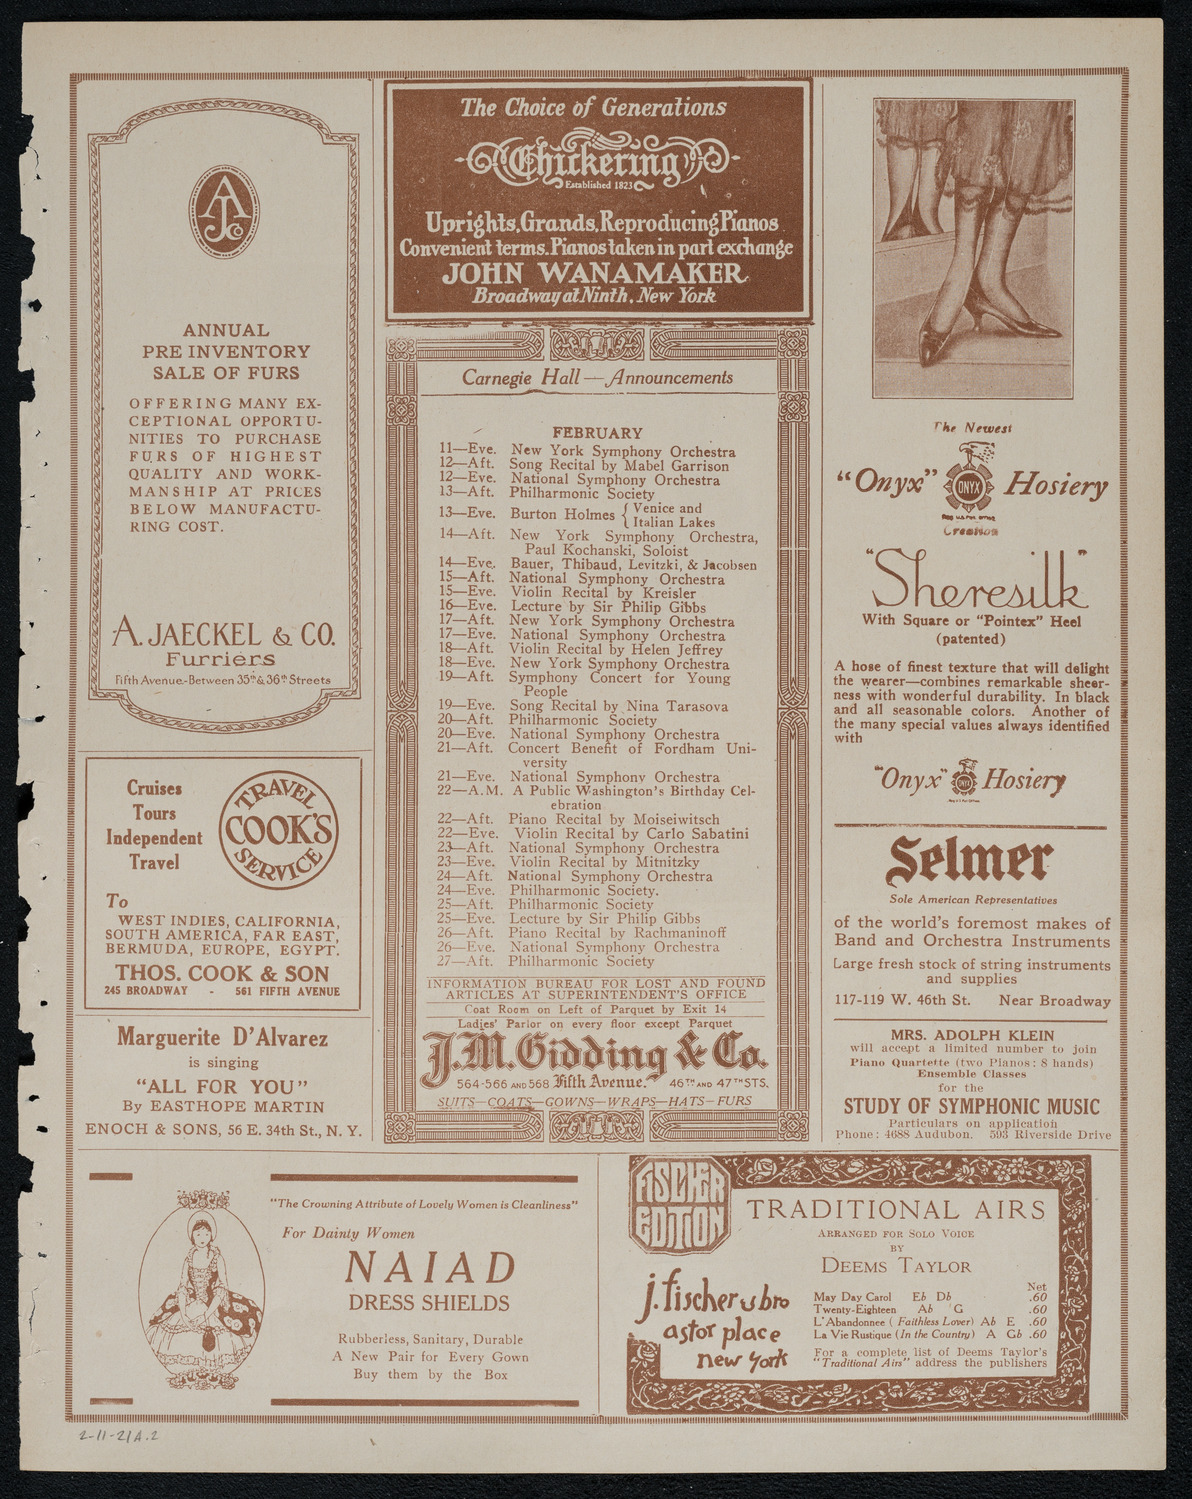 AJCo
ANNUAL
PRE INVENTORY
SALE OF FURS
OFFERING MANY EX-
CEPTIONAL OPPORTU-
NITIES TO PURCHASE
FURS OF HIGHEST
QUALITY AND WORK-
MANSHIP AT PRICES
BELOW MANUFACTU-
RING COST.
A. JAECKEL & CO.
Furriers
Fifth Avenue.-Between 35th & 36th Streets
Cruises
Tours
Independent
Travel
TRAVEL
COOK'S
SERVICE
To
WEST INDIES, CALIFORNIA,
SOUTH AMERICA, FAR EAST,
BERMUDA, EUROPE, EGYPT.
THOS. COOK & SON
245 BROADWAY - 561 FIFTH AVENUE
Marguerite D'Alvarez
is singing
"ALL FOR YOU"
By EASTHOPE MARTIN
ENOCH & SONS, 56 E. 34th St., N. Y.
The Choice of Generations
Chickering
Established 1823
Uprights, Grands, Reproducing Pianos
Convenient terms. Pianos taken in part exchange
JOHN WANAMAKER
Broadway at Ninth, New York
Carnegie Hall—Announcements
FEBRUARY
11—Eve. New York Symphony Orchestra
12—Aft. Song Recital by Mabel Garrison
12—Eve. National Symphony Orchestra
13—Aft. Philharmonic Society
13—Eve. Burton Holmes { Venice and
Italian Lakes
14—Aft. New York Symphony Orchestra,
Paul Kochanski, Soloist
14—Eve. Bauer, Thibaud, Levitzki, & Jacobsen
15—Aft. National Symphony Orchestra
15—Eve. Violin Recital by Kreisler
16—Eve. Lecture by Sir Philip Gibbs
17—Aft. New York Symphony Orchestra
17—Eve. National Symphony Orchestra
18—Aft. Violin Recital by Helen Jeffrey
18—Eve. New York Symphony Orchestra
19—Aft. Symphony Concert for Young
People
19—Eve. Song Recital by Nina Tarasova
20—Aft. Philharmonic Society
20—Eve. National Symphony Orchestra
21—Aft. Concert Benefit of Fordham Uni-
versity
21—Eve. National Symphony Orchestra
22—A.M. A Public Washington's Birthday Cel-
ebration
22—Aft. Piano Recital by Moiseiwitsch
22—Eve. Violin Recital by Carlo Sabatini
23—Aft. National Symphony Orchestra
23—Eve. Violin Recital by Mitnitzky
24—Aft. National Symphony Orchestra
24—Eve. Philharmonic Society.
25—Aft. Philharmonic Society
25—Eve. Lecture by Sir Philip Gibbs
26—Aft. Piano Recital by Rachmaninoff
26—Eve. National Symphony Orchestra
27—Aft. Philharmonic Society
INFORMATION BUREAU FOR LOST AND FOUND
ARTICLES AT SUPERINTENDENT'S OFFICE
Coat Room on Left of Parquet by Exit 14
Ladies' Parlor on every floor except Parquet
J.M. Gidding & Co.
564-566 AND 568 Fifth Avenue. 46TH AND 47TH STS.
SUITS—COATS—GOWNS—WRAPS—HATS—FURS
The Newest
"Onyx" ONYX Hosiery
REG U.S. PAT. OFFICE
Creation
"Sheresilk"
With Square or "Pointex" Heel
(patented)
A hose of finest texture that will delight
the wearer—combines remarkable sheer-
ness with wonderful durability. In black
and all seasonable colors. Another of
the many special values always identified
with
"Onyx" ONYX Hosiery
Selmer
Sole American Representatives
of the world's foremost makes of
Band and Orchestra Instruments
Large fresh stock of string instruments
and supplies
117-119 W. 46th St. Near Broadway
MRS. ADOLPH KLEIN
will accept a limited number to join
Piano Quartette (two Pianos: 8 hands)
Ensemble Classes
for the
STUDY OF SYMPHONIC MUSIC
Particulars on application
Phone: 4688 Audubon. 593 Riverside Drive
"The Crowning Attribute of Lovely Women is Cleanliness"
For Dainty Women
NAIAD
DRESS SHIELDS
Rubberless, Sanitary, Durable
A New Pair for Every Gown
Buy them by the Box
FISCHER
EDITION
j. fischer & bro
astor place
new york
TRADITIONAL AIRS
ARRANGED FOR SOLO VOICE
BY
DEEMS TAYLOR
Net
May Day Carol Eb Db .60
Twenty-Eighteen Ab G .60
L'Abandonnee (Faithless Lover) Ab E .60
La Vie Rustique (In the Country) A Gb .60
For a complete list of Deems Taylor's
"Traditional Airs" address the publishers
2-11-21A.2